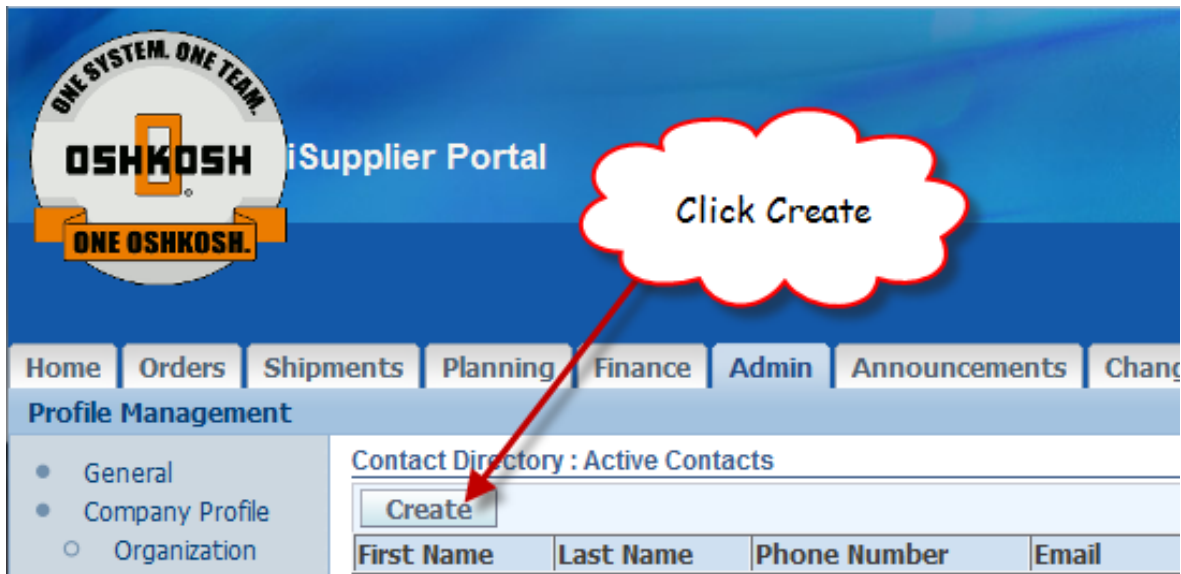 ONE SYSTEM. ONE TEAM.
OSHKOSH
ONE OSHKOSH.
iSupplier Portal
Click Create
Home Orders Shipments Planning Finance Admin Announcements Chang
Profile Management
General
Company Profile
Organization
Contact Directory : Active Contacts
Create
First Name Last Name Phone Number Email